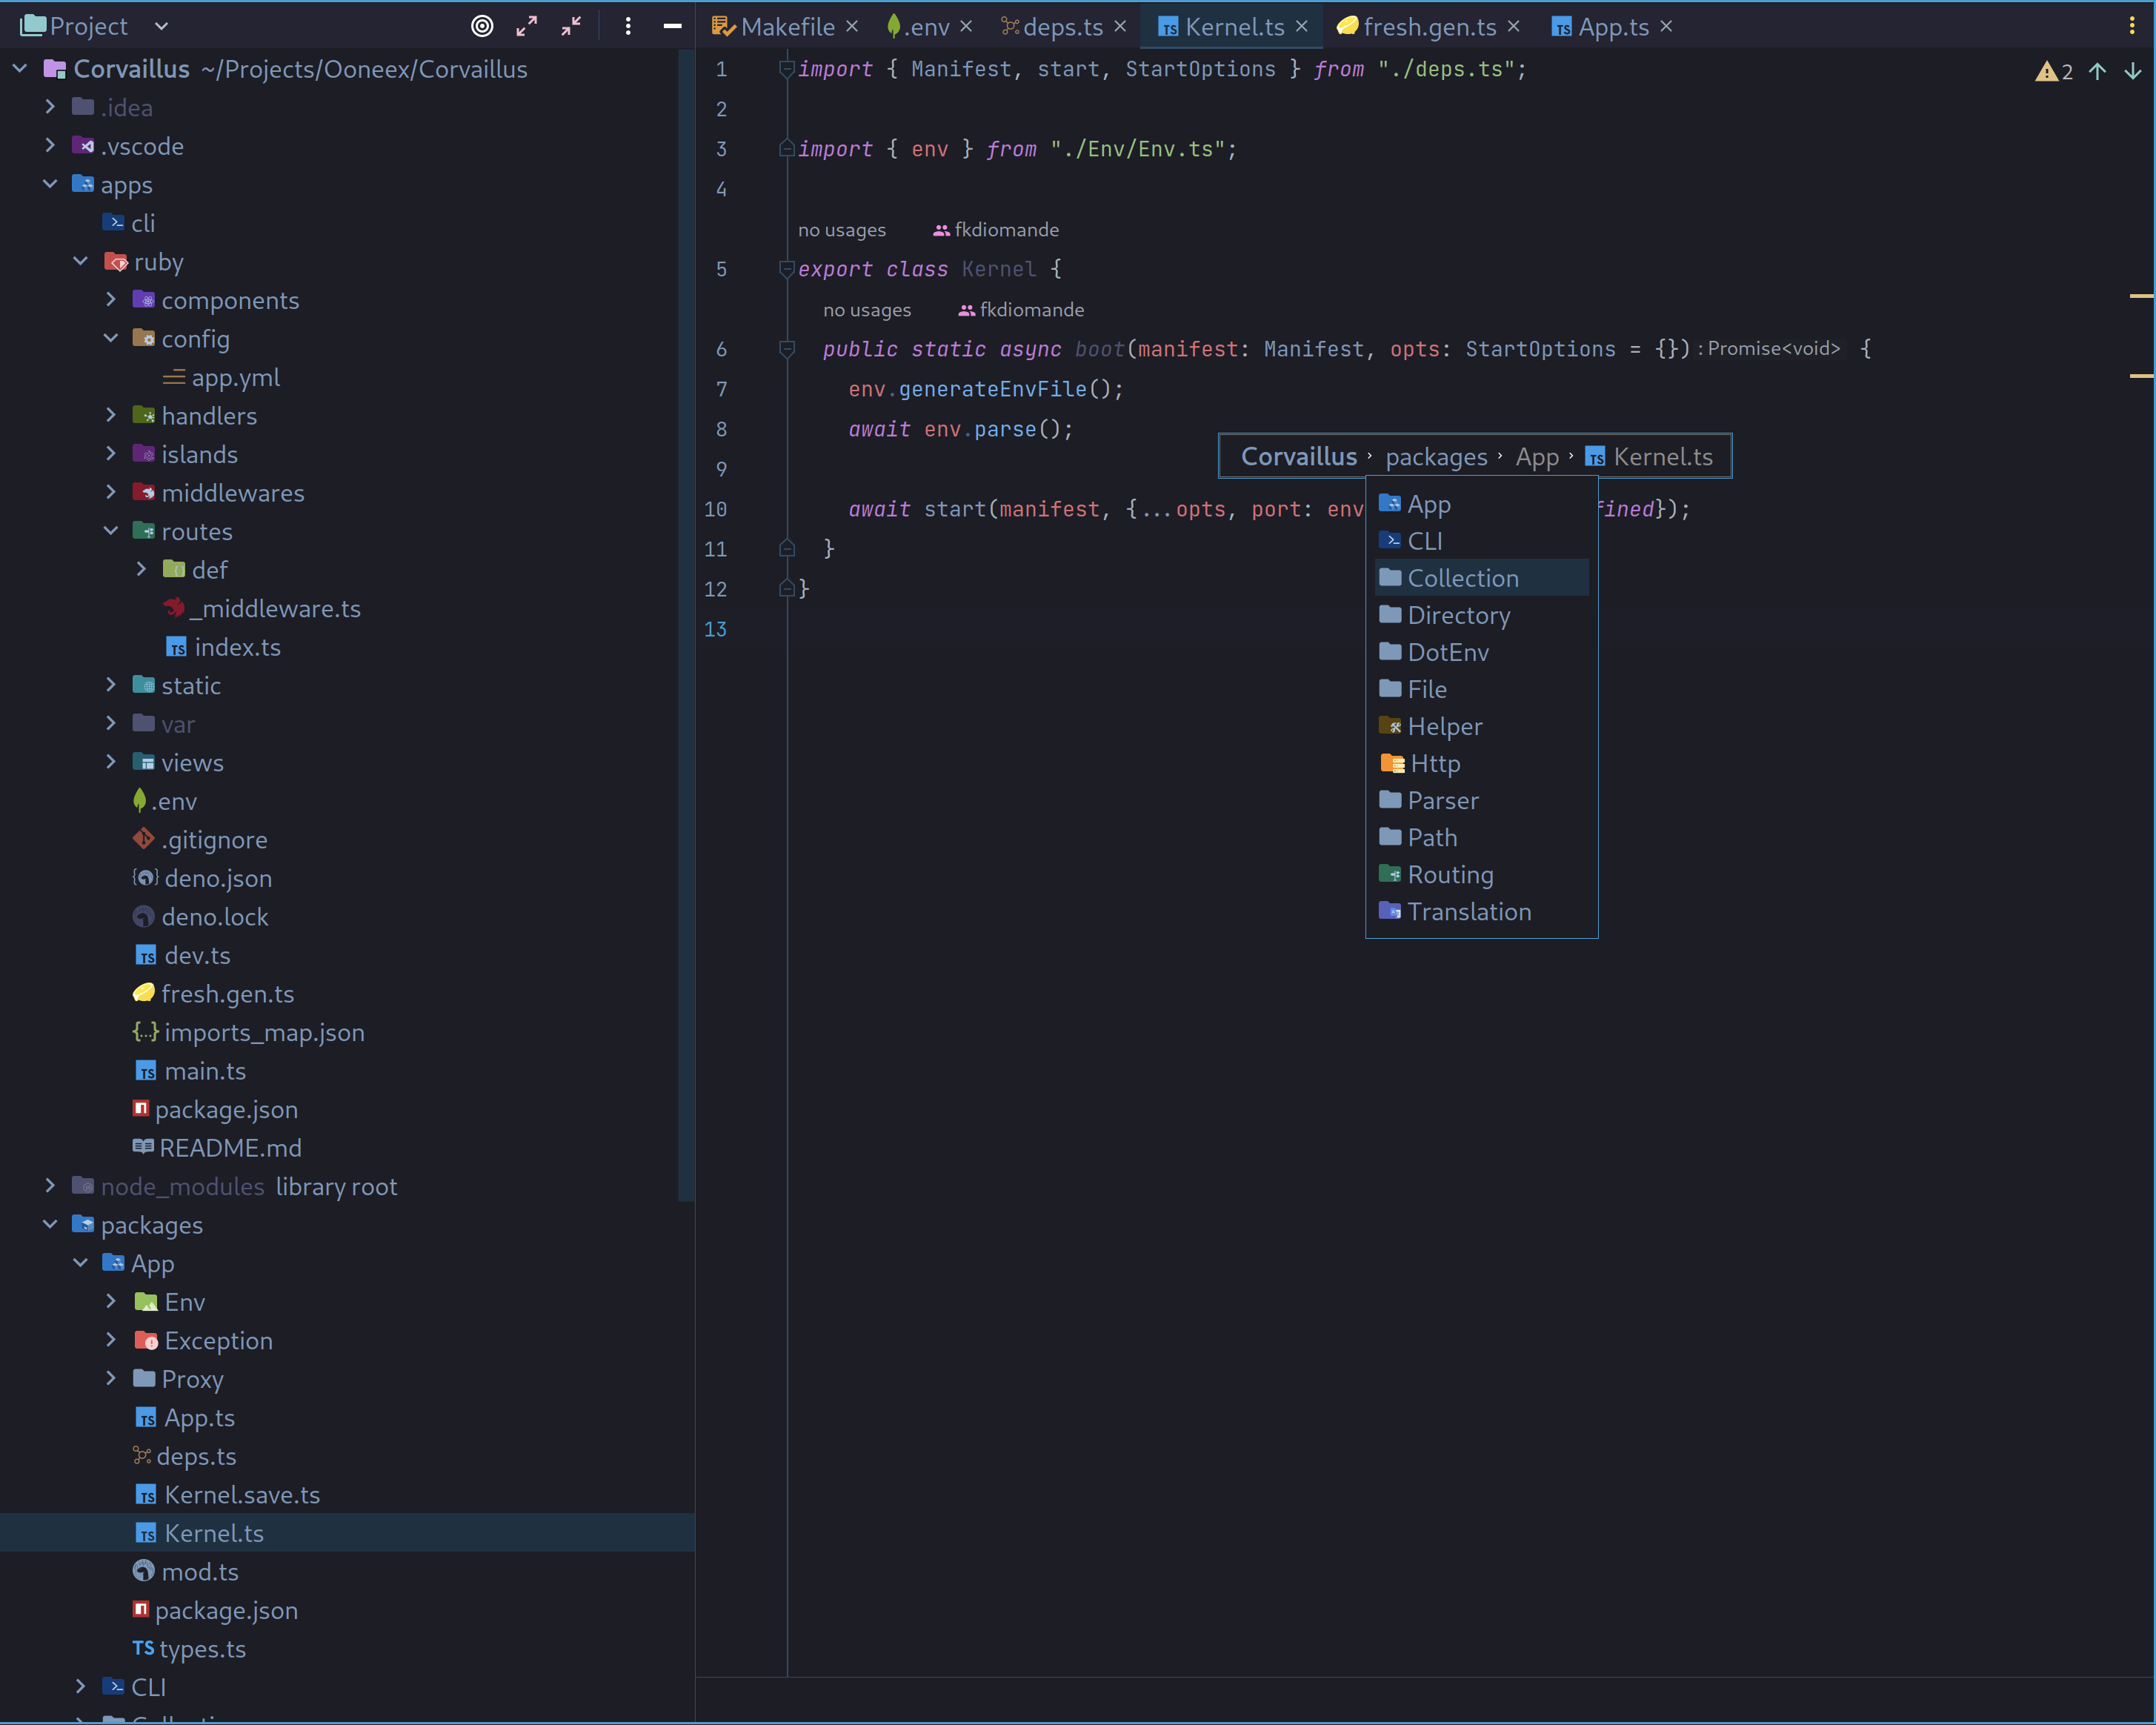 Project
Corvaillus ~/Projects/Ooneex/Corvaillus
.idea
.vscode
apps
cli
ruby
components
config
app.yml
handlers
islands
middlewares
routes
def
_middleware.ts
index.ts
static
var
views
.env
.gitignore
deno.json
deno.lock
dev.ts
fresh.gen.ts
imports_map.json
main.ts
package.json
README.md
node_modules library root
packages
App
Env
Exception
Proxy
App.ts
deps.ts
Kernel.save.ts
Kernel.ts
mod.ts
package.json
types.ts
CLI
Makefile
.env
deps.ts
Kernel.ts
fresh.gen.ts
App.ts
2
1 import { Manifest, start, StartOptions } from "./deps.ts";
2
3 import { env } from "./Env/Env.ts";
4
no usages fkdiomande
5 export class Kernel {
no usages fkdiomande
6 public static async boot(manifest: Manifest, opts: StartOptions = {}) : Promise<void> {
7 env.generateEnvFile();
8 await env.parse();
9
10 await start(manifest, {...opts, port: env fined});
11 }
12 }
13
Corvaillus › packages › App › Kernel.ts
App
CLI
Collection
Directory
DotEnv
File
Helper
Http
Parser
Path
Routing
Translation